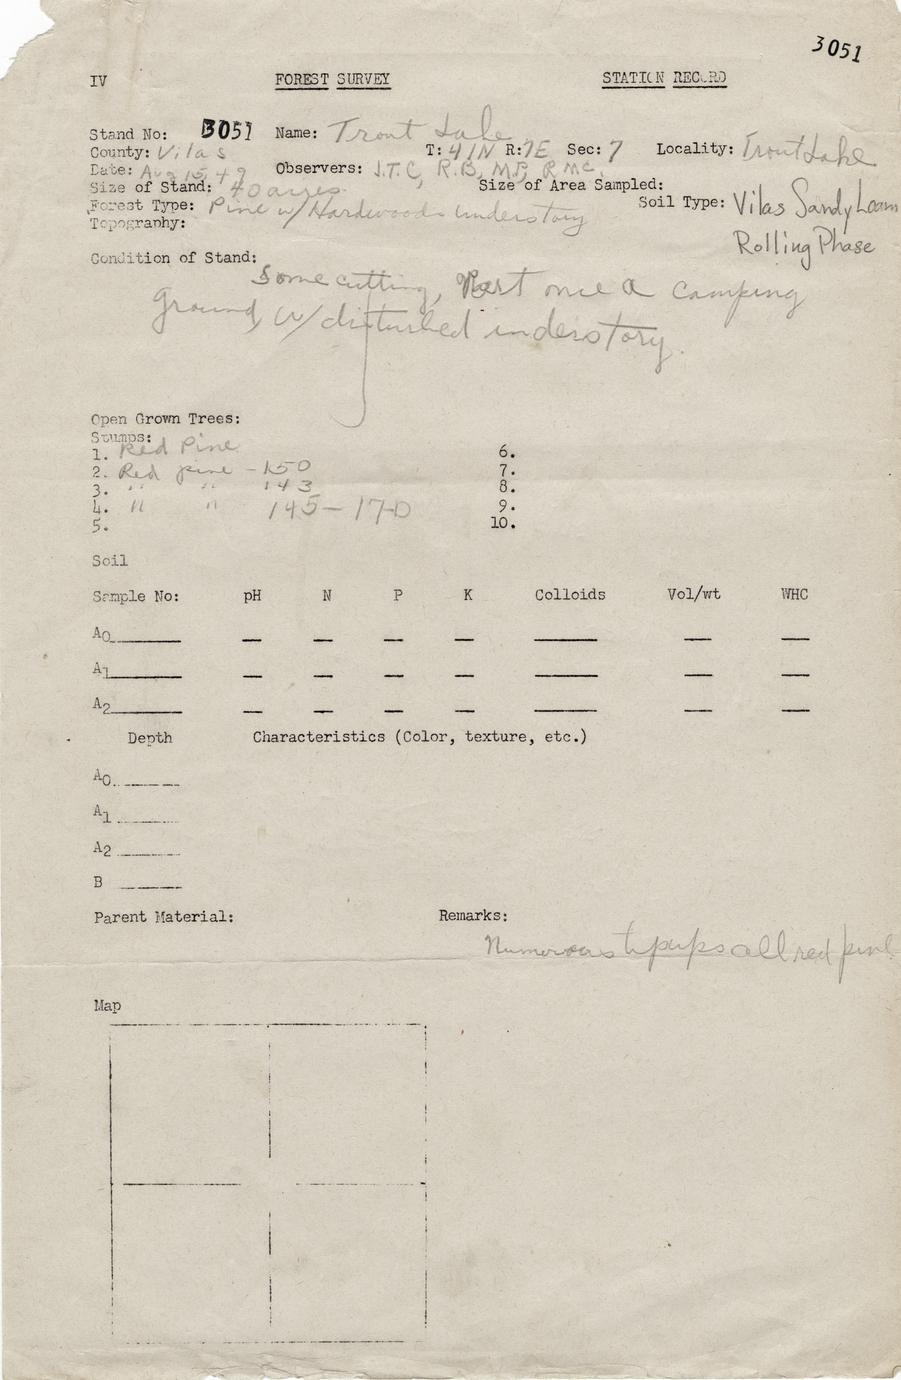 3051
IV FOREST SURVEY STATION RECORD
Stand No: 3051 Name: Trout Lake
County: Vilas T: 41N R: 7E Sec: 7 Locality: Trout Lake
Date: Aug 15, 49 Observers: J.T.C, R.B, M.P, R Mc.
Size of Stand: 40 acres Size of Area Sampled:
Forest Type: Pine w/ Hardwoods understory Soil Type: Vilas Sandy Loam
Topography: Rolling Phase
Condition of Stand:
Some cutting, Part once a camping
ground, w/ disturbed understory.
Open Grown Trees:
Stumps:
1. Red Pine 6.
2. Red pine - 150 7.
3. " " 143 8.
4. " " 145-170 9.
5. 10.
Soil
Sample No: pH N P K Colloids Vol/wt WHC
A0
A1
A2
Depth Characteristics (Color, texture, etc.)
A0
A1
A2
B
Parent Material: Remarks:
Numerous all red pine
Map